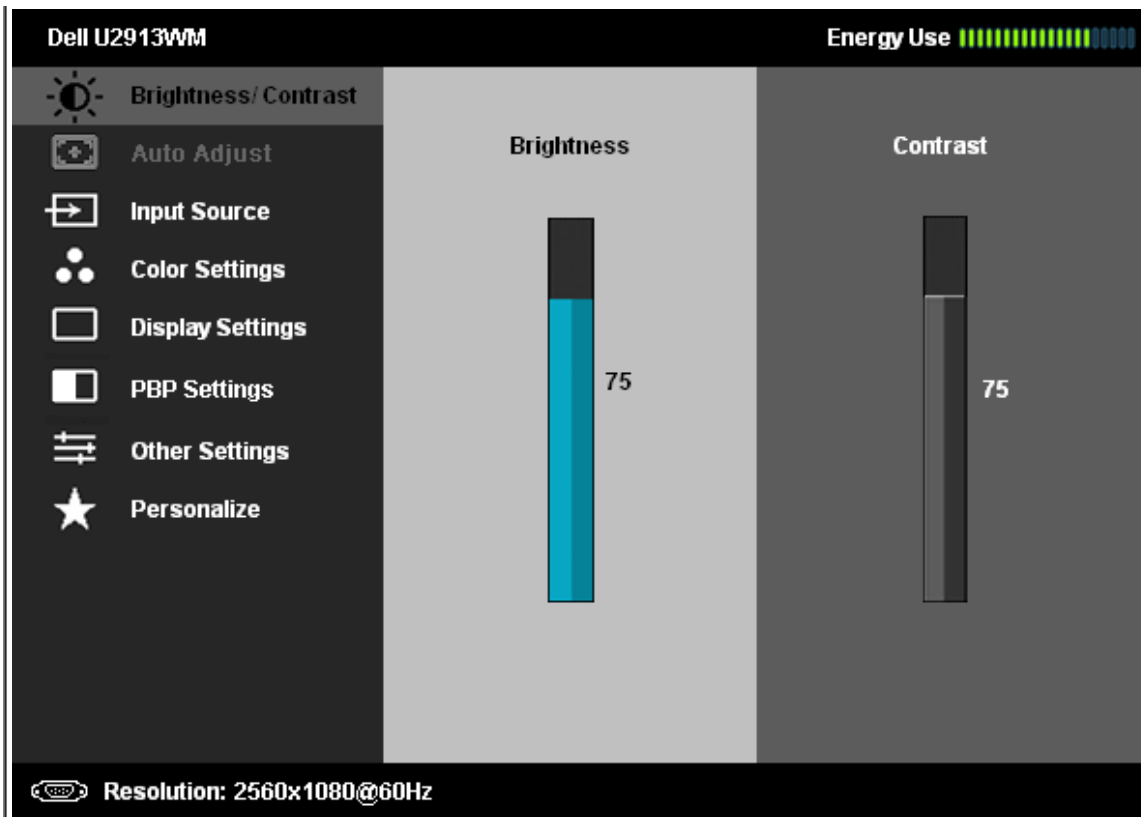 Dell U2913WM
Energy Use
Brightness/Contrast
Auto Adjust
Input Source
Color Settings
Display Settings
PBP Settings
Other Settings
Personalize
Brightness
75
Contrast
75
Resolution: 2560x1080@60Hz